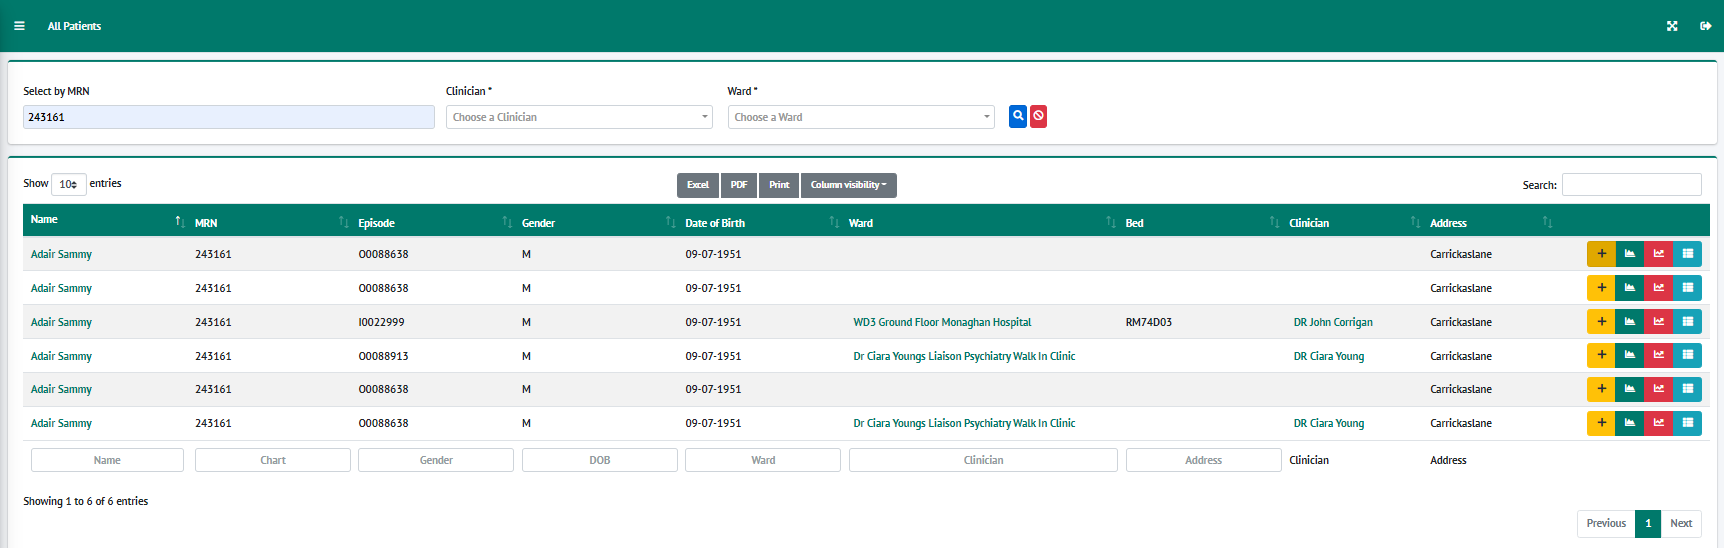 All Patients
Select by MRN Clinician * Ward *
243161 Choose a Clinician Choose a Ward
Show 10 entries Excel PDF Print Column visibility Search:
Name MRN Episode Gender Date of Birth Ward Bed Clinician Address
Adair Sammy 243161 O0088638 M 09-07-1951 Carrickaslane
Adair Sammy 243161 O0088638 M 09-07-1951 Carrickaslane
Adair Sammy 243161 I0022999 M 09-07-1951 WD3 Ground Floor Monaghan Hospital RM74D03 DR John Corrigan Carrickaslane
Adair Sammy 243161 O0088913 M 09-07-1951 Dr Ciara Youngs Liaison Psychiatry Walk In Clinic DR Ciara Young Carrickaslane
Adair Sammy 243161 O0088638 M 09-07-1951 Carrickaslane
Adair Sammy 243161 O0088638 M 09-07-1951 Dr Ciara Youngs Liaison Psychiatry Walk In Clinic DR Ciara Young Carrickaslane
Name Chart Gender DOB Ward Clinician Address Clinician Address
Showing 1 to 6 of 6 entries
Previous 1 Next